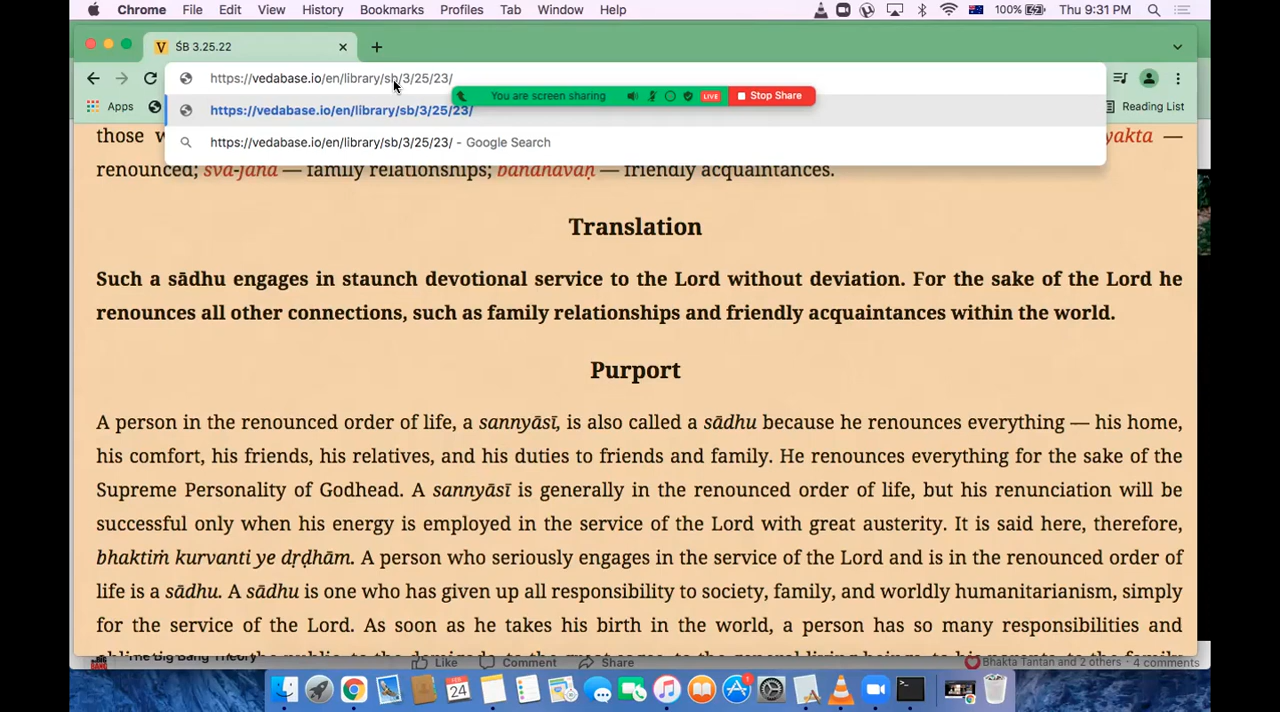 Chrome File Edit View History Bookmarks Profiles Tab Window Help 100% Thu 9:31 PM
V ŚB 3.25.22
https://vedabase.io/en/library/sb/3/25/23/
You are screen sharing LIVE Stop Share
Apps https://vedabase.io/en/library/sb/3/25/23/ Reading List
https://vedabase.io/en/library/sb/3/25/23/ - Google Search
those yakta —
renounced; sva-jana — family relationships; bāndhavāḥ — friendly acquaintances.
Translation
Such a sādhu engages in staunch devotional service to the Lord without deviation. For the sake of the Lord he
renounces all other connections, such as family relationships and friendly acquaintances within the world.
Purport
A person in the renounced order of life, a sannyāsī, is also called a sādhu because he renounces everything — his home,
his comfort, his friends, his relatives, and his duties to friends and family. He renounces everything for the sake of the
Supreme Personality of Godhead. A sannyāsī is generally in the renounced order of life, but his renunciation will be
successful only when his energy is employed in the service of the Lord with great austerity. It is said here, therefore,
bhaktiṁ kurvanti ye dṛḍhām. A person who seriously engages in the service of the Lord and is in the renounced order of
life is a sādhu. A sādhu is one who has given up all responsibility to society, family, and worldly humanitarianism, simply
for the service of the Lord. As soon as he takes his birth in the world, a person has so many responsibilities and
The Big Bang Theory Like Comment Share Bhakta Tantan and 2 others · 4 comments
FEB 24 1